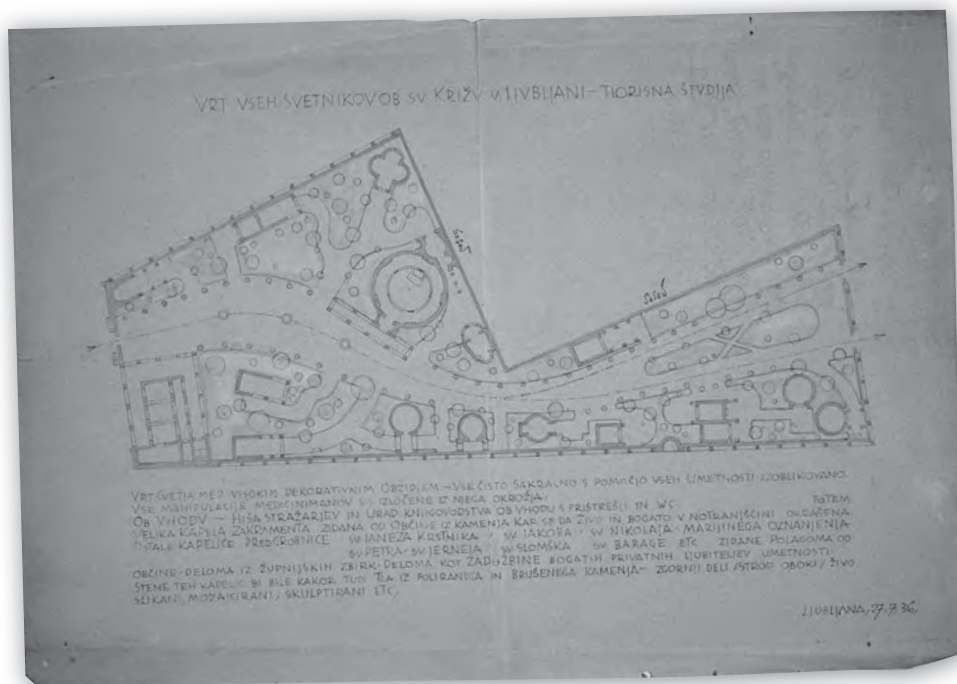 VRT VSEH SVETNIKOV OB SV KRIŽU V LJUBLJANI – TLORISNA ŠTUDIJA
SOSED
SOSED
VRT SVETJA MED VISOKIM DEKORATIVNIM OBZIDJEM – VSE ČISTO SAKRALNO S POMOČJO VSEH UMETNOSTI IZOBLIKOVANO.
VSE MANIPULACIJE MEDICINIMANOV SO IZLOČENE IZ NJEGA OKROŽJA.
OB VHODU – HIŠA STRAŽARJEV IN URAD KNJIGOVODSTVA OB VHODU S PRISTREŠJI IN WC. POTEM
VELIKA KAPELA ZAKRAMENTA ZIDANA OD OBČINE IZ KAMENJA KAR SE DA ŽIVO IN BOGATO V NOTRANJŠČINI OKRAŠENA.
OSTALE KAPELICE PREDGROBNICE SV JANEZA KRSTNIKA / SV JAKOBA · SV NIKOLAJA · MARIJINEGA OZNANJENJA
SV PETRA · SV JERNEJA / SV SLOMŠKA SV BARAGE ETC ZIDANE POLAGOMA OD
OBČINE · DELOMA IZ ŽUPNIJSKIH ZBIRK · DELOMA KOT ZADUŽBINE BOGATIH PRIVATNIH LJUBITELJEV UMETNOSTI ·
STENE TEH KAPELIC BI BILE KAKOR TUDI TLA IZ POLIRANEGA IN BRUŠENEGA KAMENJA – ZGORNJI DELI / STROP OBOKI / ŽIVO
SLIKANI, MOZAIKIRANI / SKULPTIRANI ETC,
LJUBLJANA, 27.7.36,